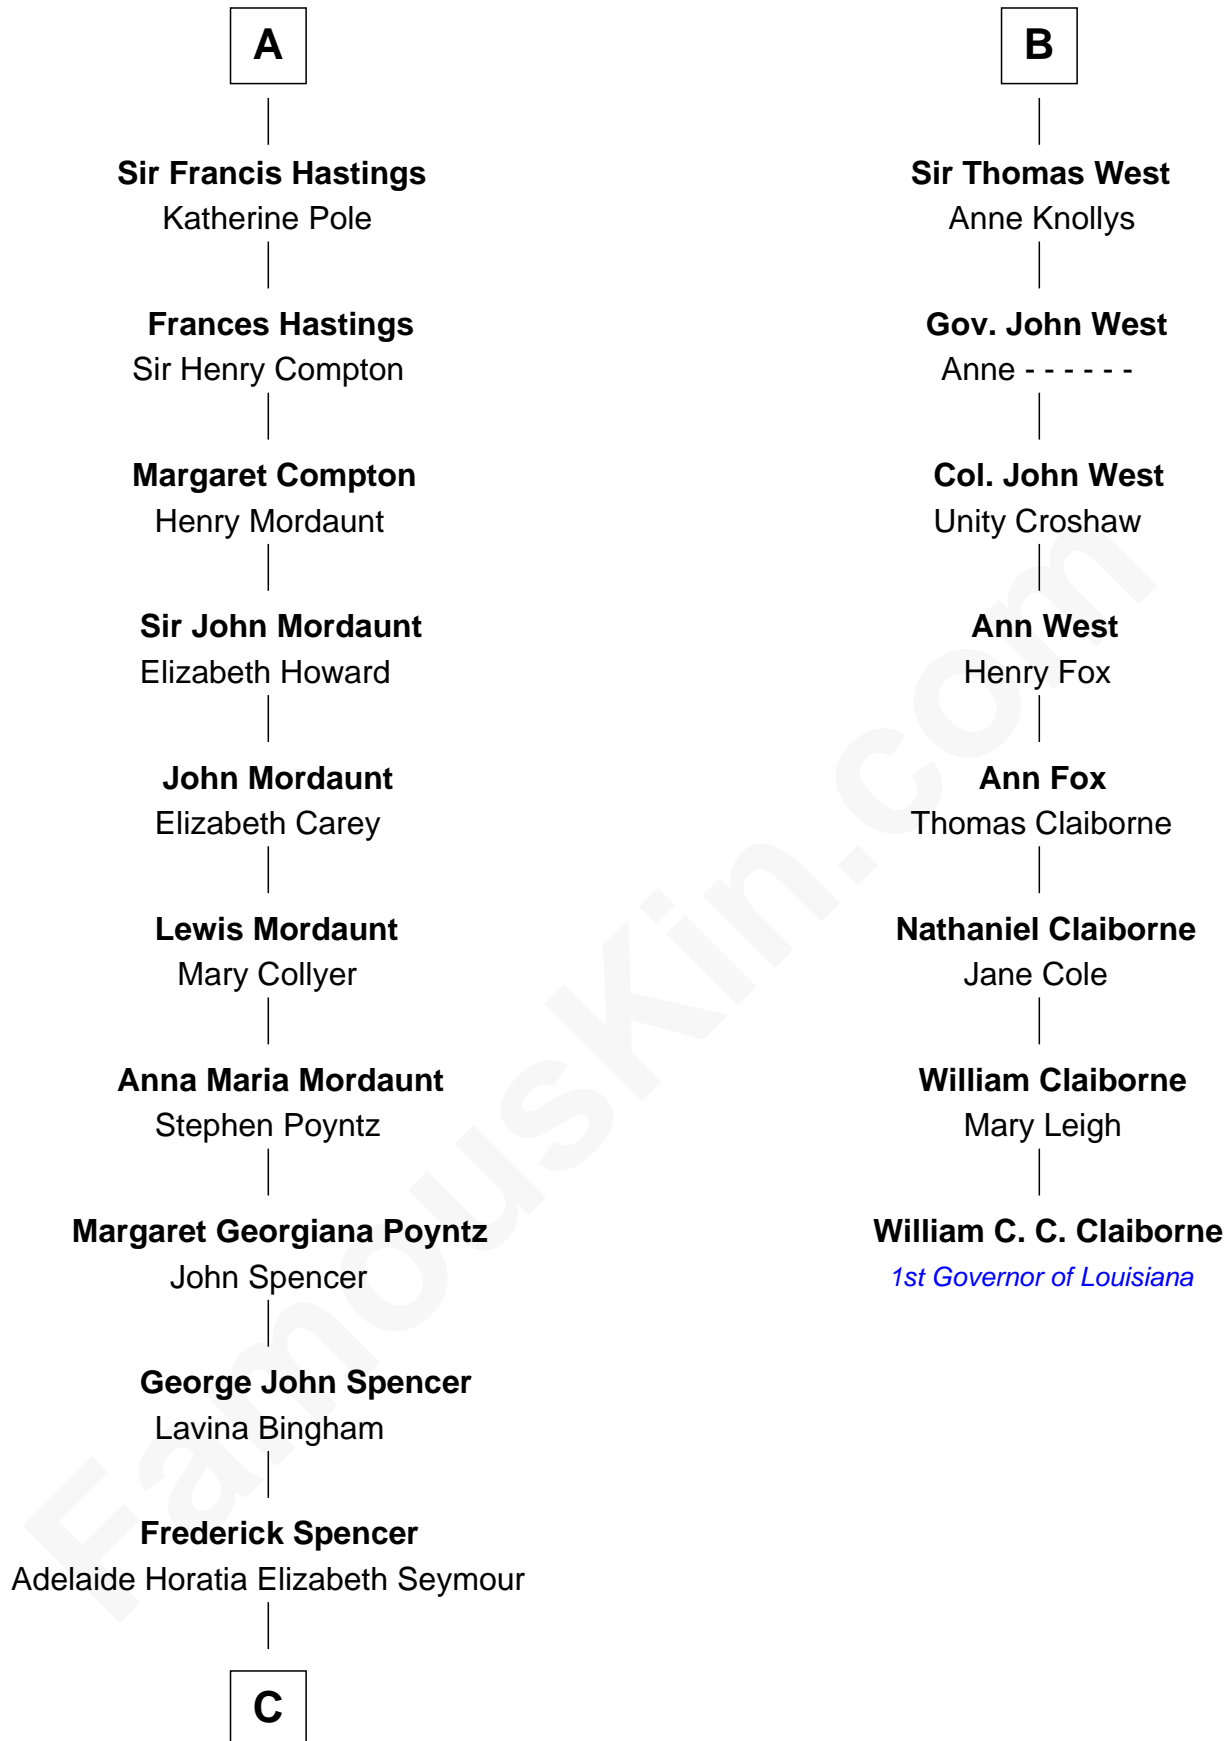 A
Sir Francis Hastings
Katherine Pole
Frances Hastings
Sir Henry Compton
Margaret Compton
Henry Mordaunt
Sir John Mordaunt
Elizabeth Howard
John Mordaunt
Elizabeth Carey
Lewis Mordaunt
Mary Collyer
Anna Maria Mordaunt
Stephen Poyntz
Margaret Georgiana Poyntz
John Spencer
George John Spencer
Lavina Bingham
Frederick Spencer
Adelaide Horatia Elizabeth Seymour
C
B
Sir Thomas West
Anne Knollys
Gov. John West
Anne - - - - - -
Col. John West
Unity Croshaw
Ann West
Henry Fox
Ann Fox
Thomas Claiborne
Nathaniel Claiborne
Jane Cole
William Claiborne
Mary Leigh
William C. C. Claiborne
1st Governor of Louisiana
FamousKin.com